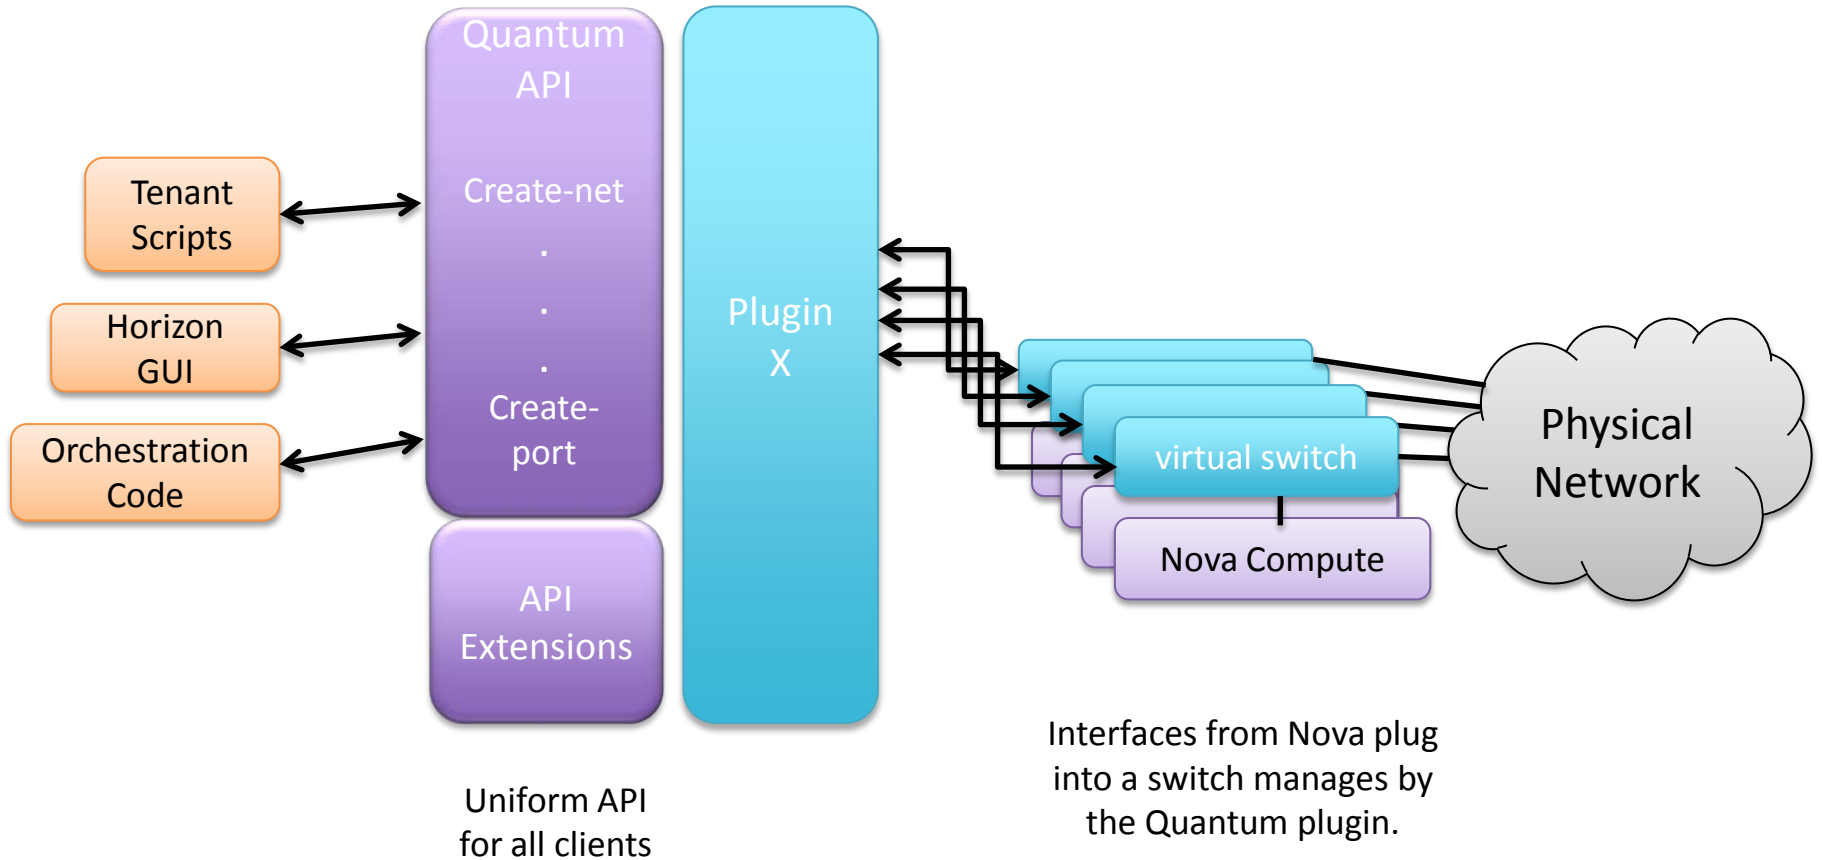 Quantum
API
Create-net
.
.
.
Create-
port
API
Extensions
Tenant
Scripts
Horizon
GUI
Orchestration
Code
Plugin
X
virtual switch
Nova Compute
Physical
Network
Uniform API
for all clients
Interfaces from Nova plug
into a switch manages by
the Quantum plugin.